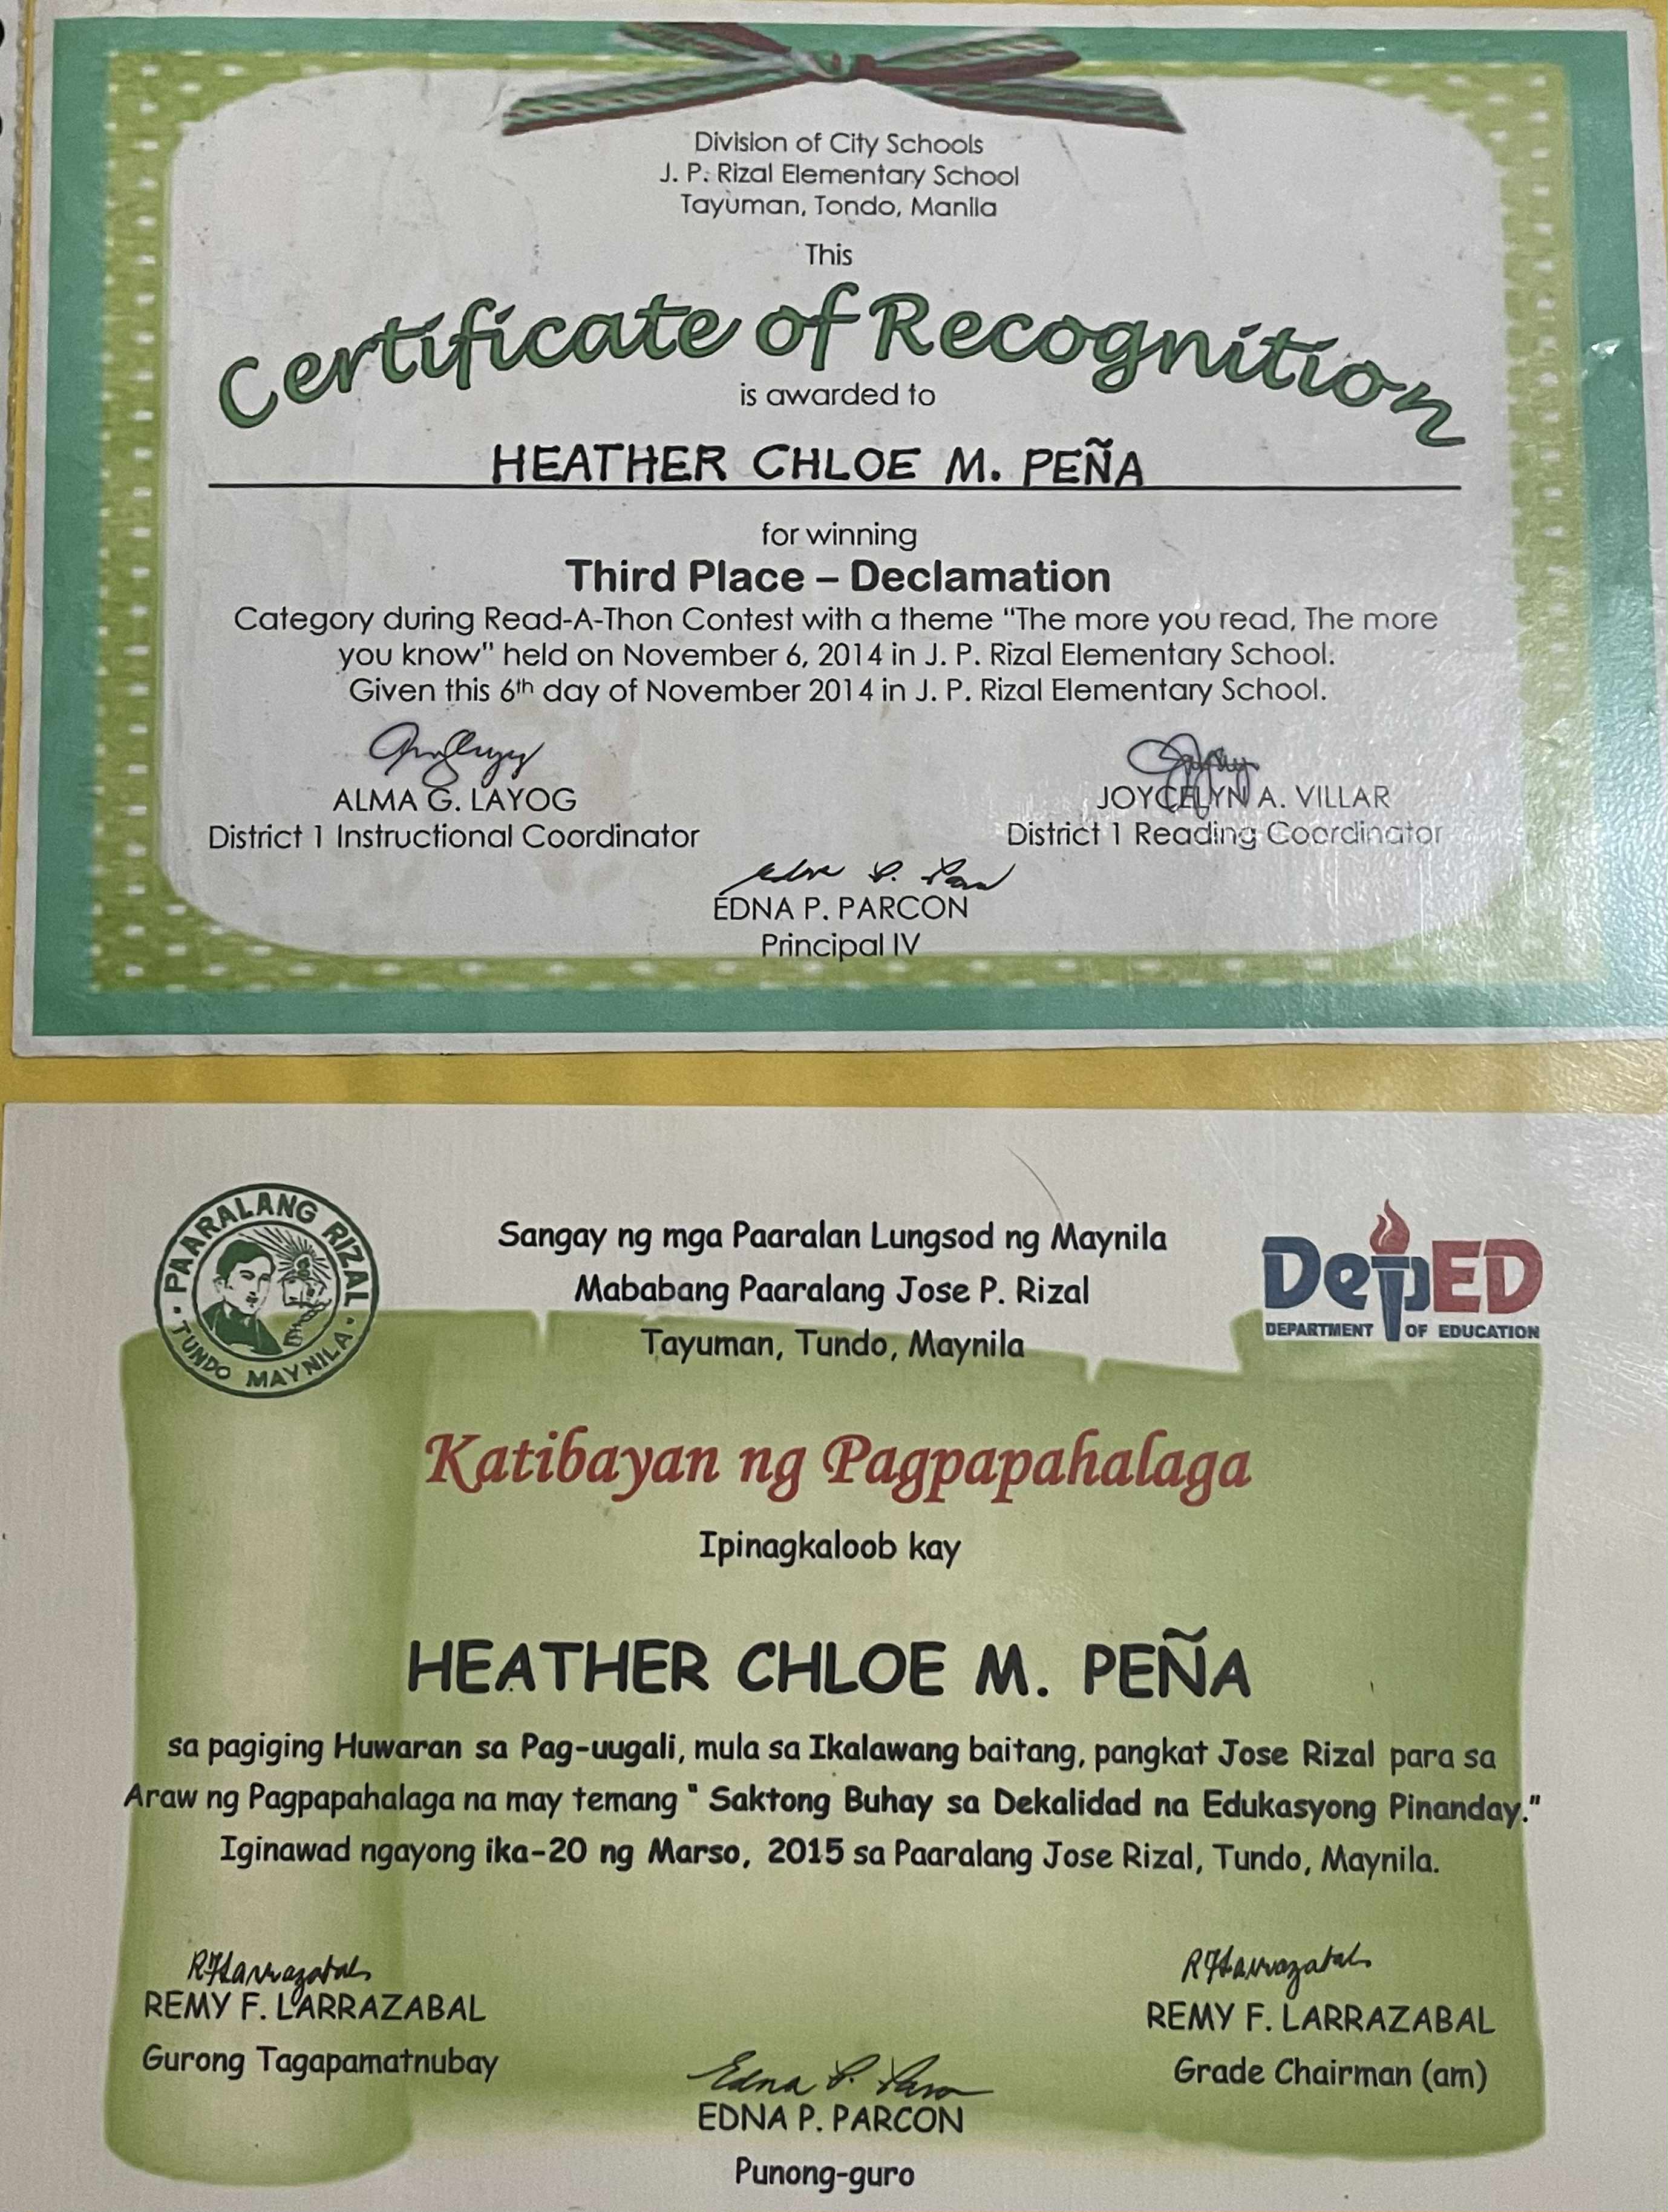 Division of City Schools
J. P. Rizal Elementary School
Tayuman, Tondo, Manila
This
Certificate of Recognition
is awarded to
HEATHER CHLOE M. PEÑA
for winning
Third Place – Declamation
Category during Read-A-Thon Contest with a theme "The more you read, The more
you know" held on November 6, 2014 in J. P. Rizal Elementary School.
Given this 6th day of November 2014 in J. P. Rizal Elementary School.
ALMA G. LAYOG
JOYCELYN A. VILLAR
District 1 Instructional Coordinator
District 1 Reading Coordinator
EDNA P. PARCON
Principal IV
PAARALANG RIZAL
TUNDO MAYNILA
Sangay ng mga Paaralan Lungsod ng Maynila
Mababang Paaralang Jose P. Rizal
Tayuman, Tundo, Maynila
DepED
DEPARTMENT OF EDUCATION
Katibayan ng Pagpapahalaga
Ipinagkaloob kay
HEATHER CHLOE M. PEÑA
sa pagiging Huwaran sa Pag-uugali, mula sa Ikalawang baitang, pangkat Jose Rizal para sa
Araw ng Pagpapahalaga na may temang " Saktong Buhay sa Dekalidad na Edukasyong Pinanday."
Iginawad ngayong ika-20 ng Marso, 2015 sa Paaralang Jose Rizal, Tundo, Maynila.
RFLarrazabal
RFLarrazabal
REMY F. LARRAZABAL
REMY F. LARRAZABAL
Gurong Tagapamatnubay
Grade Chairman (am)
Edna P.
EDNA P. PARCON
Punong-guro